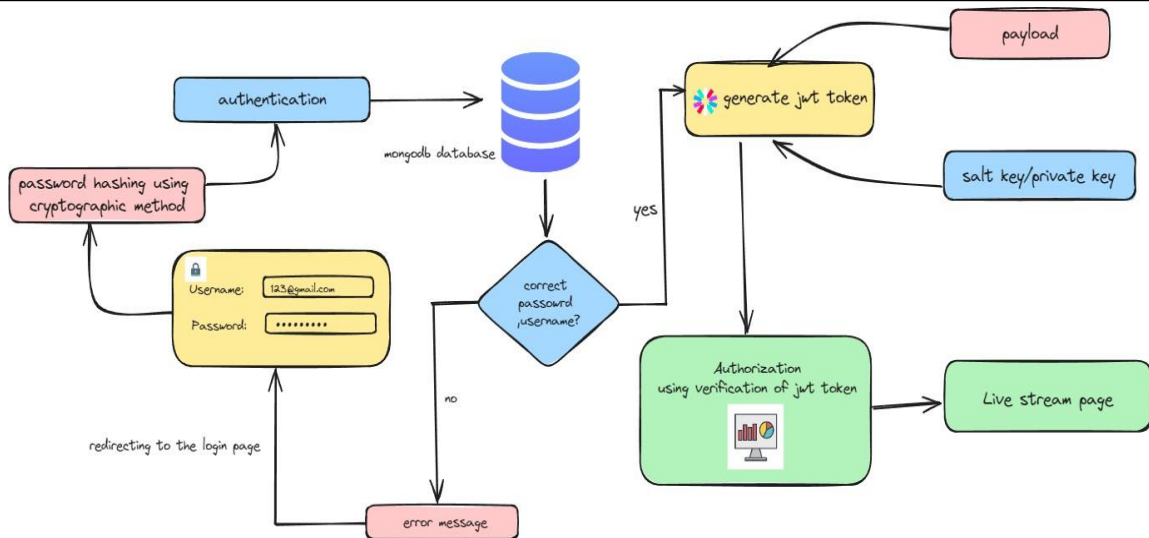 payload
authentication
generate jwt token
mongodb database
password hashing using
cryptographic method
salt key/private key
yes
Username:
123@gmail.com
Password:
correct
passowrd
,username?
Authorization
using verification of jwt token
Live stream page
no
redirecting to the login page
error message